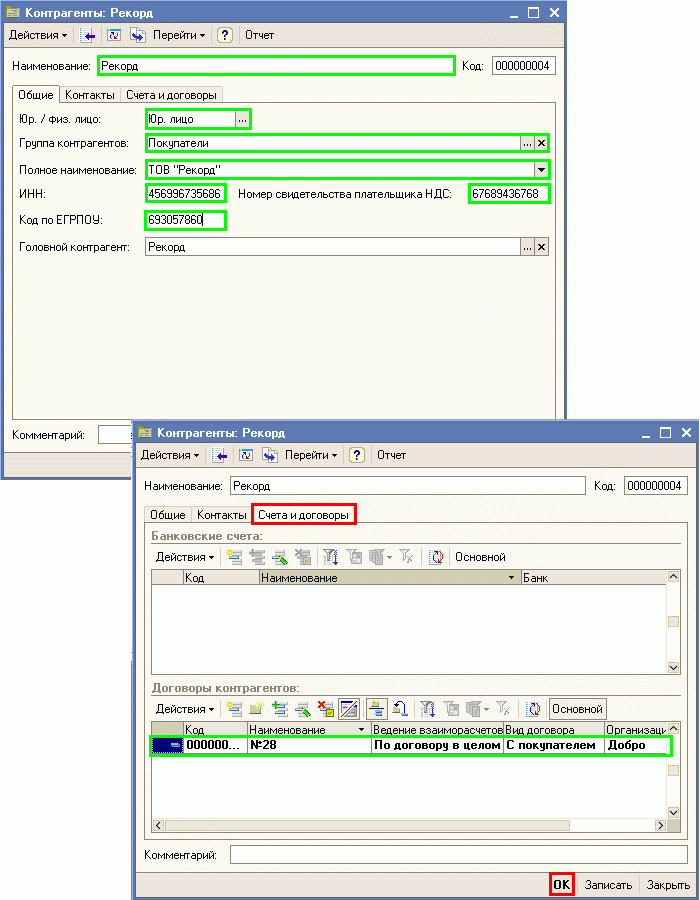 Контрагенты: Рекорд
Действия Перейти ? Отчет
Наименование: Рекорд Код: 000000004
Общие Контакты Счета и договоры
Юр. / физ. лицо: Юр. лицо ...
Группа контрагентов: Покупатели ... x
Полное наименование: ТОВ "Рекорд"
ИНН: 456996735686 Номер свидетельства плательщика НДС: 67689436768
Код по ЕГРПОУ: 693057860
Головной контрагент: Рекорд ... x
Комментарий:
Контрагенты: Рекорд
Действия Перейти ? Отчет
Наименование: Рекорд Код: 000000004
Общие Контакты Счета и договоры
Банковские счета:
Действия Основной
Код Наименование Банк
Договоры контрагентов:
Действия Основной
Код Наименование Ведение взаиморасчетов Вид договора Организаци
000000... №28 По договору в целом С покупателем Добро
Комментарий:
OK Записать Закрыть